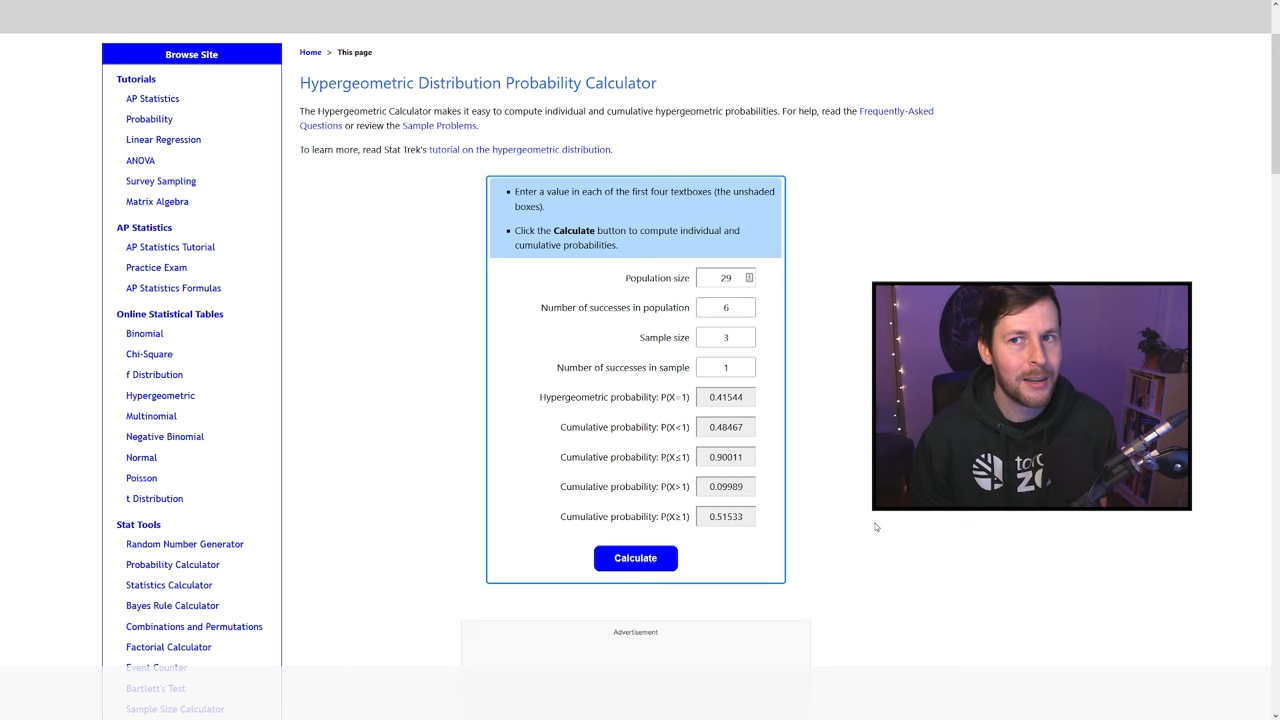 Browse Site
Tutorials
AP Statistics
Probability
Linear Regression
ANOVA
Survey Sampling
Matrix Algebra
AP Statistics
AP Statistics Tutorial
Practice Exam
AP Statistics Formulas
Online Statistical Tables
Binomial
Chi-Square
f Distribution
Hypergeometric
Multinomial
Negative Binomial
Normal
Poisson
t Distribution
Stat Tools
Random Number Generator
Probability Calculator
Statistics Calculator
Bayes Rule Calculator
Combinations and Permutations
Factorial Calculator
Event Counter
Bartlett's Test
Sample Size Calculator
Home > This page
Hypergeometric Distribution Probability Calculator
The Hypergeometric Calculator makes it easy to compute individual and cumulative hypergeometric probabilities. For help, read the Frequently-Asked
Questions or review the Sample Problems.
To learn more, read Stat Trek's tutorial on the hypergeometric distribution.
▪ Enter a value in each of the first four textboxes (the unshaded
boxes).
▪ Click the Calculate button to compute individual and
cumulative probabilities.
Population size 29
Number of successes in population 6
Sample size 3
Number of successes in sample 1
Hypergeometric probability: P(X=1) 0.41544
Cumulative probability: P(X<1) 0.48467
Cumulative probability: P(X≤1) 0.90011
Cumulative probability: P(X>1) 0.09989
Cumulative probability: P(X≥1) 0.51533
Calculate
Advertisement